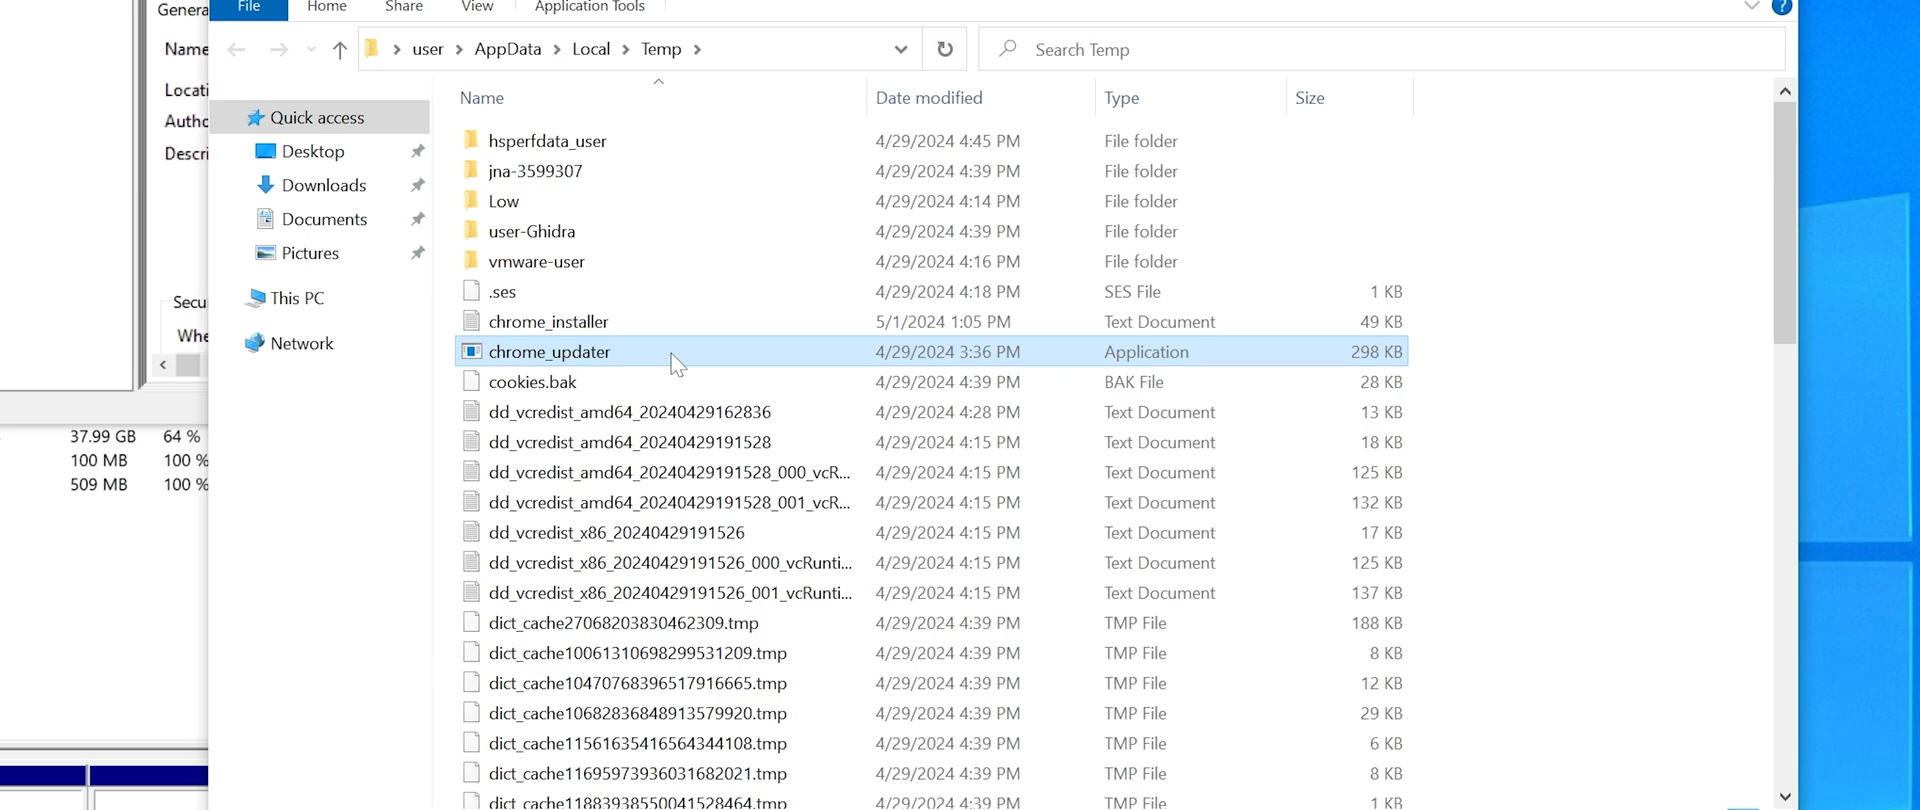 File Home Share View Application Tools
Genera
Name
Locati
Autho
Descri
Secu
Whe
37.99 GB 64 %
100 MB 100 %
509 MB 100 %
user AppData Local Temp
Search Temp
Quick access
Desktop
Downloads
Documents
Pictures
This PC
Network
Name Date modified Type Size
hsperfdata_user 4/29/2024 4:45 PM File folder
jna-3599307 4/29/2024 4:39 PM File folder
Low 4/29/2024 4:14 PM File folder
user-Ghidra 4/29/2024 4:39 PM File folder
vmware-user 4/29/2024 4:16 PM File folder
.ses 4/29/2024 4:18 PM SES File 1 KB
chrome_installer 5/1/2024 1:05 PM Text Document 49 KB
chrome_updater 4/29/2024 3:36 PM Application 298 KB
cookies.bak 4/29/2024 4:39 PM BAK File 28 KB
dd_vcredist_amd64_20240429162836 4/29/2024 4:28 PM Text Document 13 KB
dd_vcredist_amd64_20240429191528 4/29/2024 4:15 PM Text Document 18 KB
dd_vcredist_amd64_20240429191528_000_vcR... 4/29/2024 4:15 PM Text Document 125 KB
dd_vcredist_amd64_20240429191528_001_vcR... 4/29/2024 4:15 PM Text Document 132 KB
dd_vcredist_x86_20240429191526 4/29/2024 4:15 PM Text Document 17 KB
dd_vcredist_x86_20240429191526_000_vcRunti... 4/29/2024 4:15 PM Text Document 125 KB
dd_vcredist_x86_20240429191526_001_vcRunti... 4/29/2024 4:15 PM Text Document 137 KB
dict_cache27068203830462309.tmp 4/29/2024 4:39 PM TMP File 188 KB
dict_cache10061310698299531209.tmp 4/29/2024 4:39 PM TMP File 8 KB
dict_cache10470768396517916665.tmp 4/29/2024 4:39 PM TMP File 12 KB
dict_cache10682836848913579920.tmp 4/29/2024 4:39 PM TMP File 29 KB
dict_cache11561635416564344108.tmp 4/29/2024 4:39 PM TMP File 6 KB
dict_cache11695973936031682021.tmp 4/29/2024 4:39 PM TMP File 8 KB
dict_cache11883938550041528464.tmp 4/29/2024 4:39 PM TMP File 1 KB